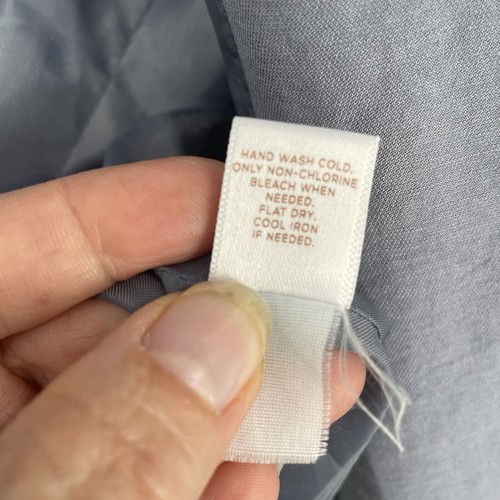 HAND WASH COLD,
ONLY NON-CHLORINE
BLEACH WHEN
NEEDED,
FLAT DRY,
COOL IRON
IF NEEDED.